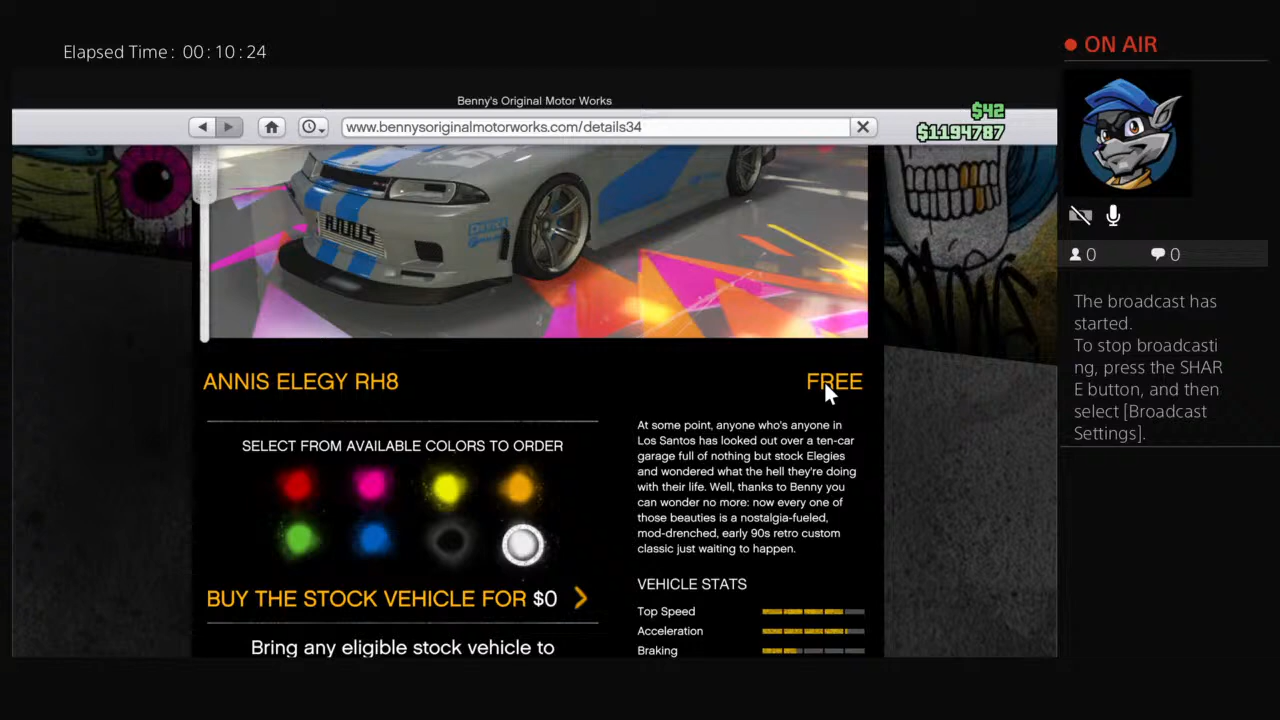 Elapsed Time: 00:10:24
ON AIR
Benny's Original Motor Works
www.bennysoriginalmotorworks.com/details34
$42
$1194787
0
0
The broadcast has
started.
To stop broadcasti
ng, press the SHAR
E button, and then
select [Broadcast
Settings].
ANNIS ELEGY RH8
FREE
SELECT FROM AVAILABLE COLORS TO ORDER
BUY THE STOCK VEHICLE FOR $0
Bring any eligible stock vehicle to
At some point, anyone who's anyone in
Los Santos has looked out over a ten-car
garage full of nothing but stock Elegies
and wondered what the hell they're doing
with their life. Well, thanks to Benny you
can wonder no more: now every one of
those beauties is a nostalgia-fueled,
mod-drenched, early 90s retro custom
classic just waiting to happen.
VEHICLE STATS
Top Speed
Acceleration
Braking